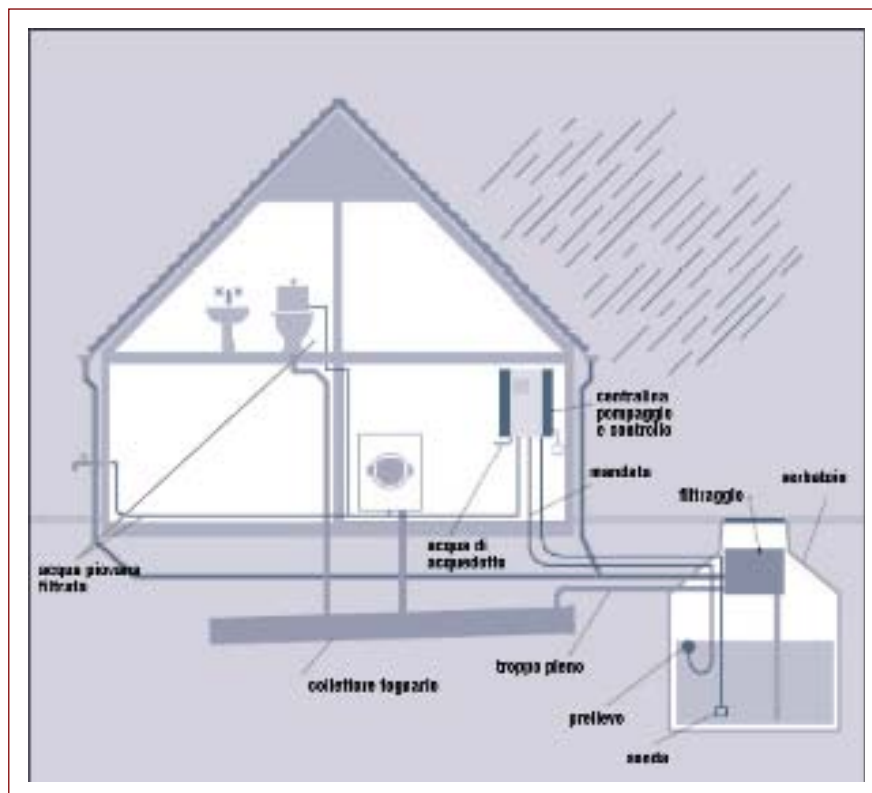 centralina
pompaggio
e controllo
mandata
serbatoio
filtraggio
acqua di
acquedotto
acqua piovana
filtrata
troppo pieno
collettore fognario
prelievo
sonda